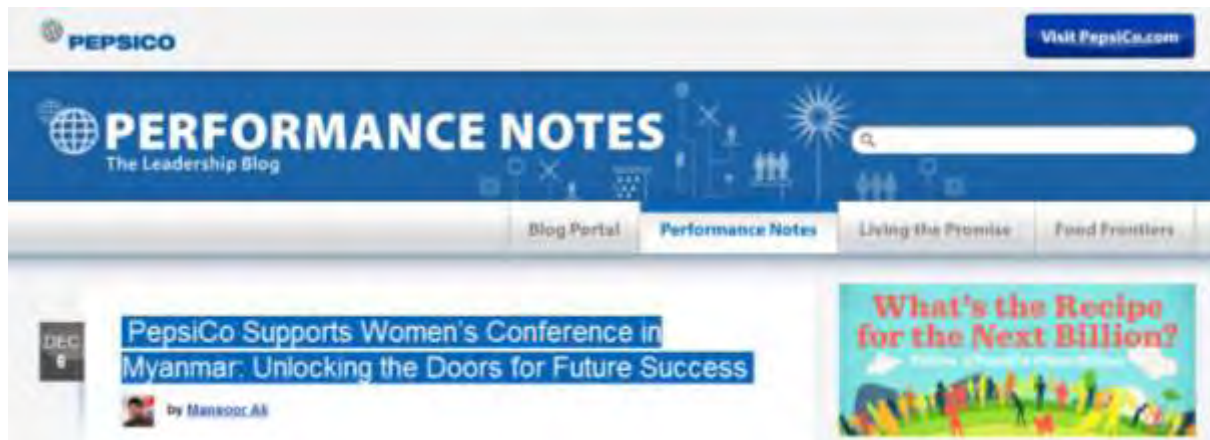 PEPSICO
Visit PepsiCo.com
PERFORMANCE NOTES
The Leadership Blog
Blog Portal
Performance Notes
Living the Promise
Food Frontiers
DEC
6
PepsiCo Supports Women's Conference in
Myanmar: Unlocking the Doors for Future Success
by Mansoor Ali
What's the Recipe
for the Next Billion?